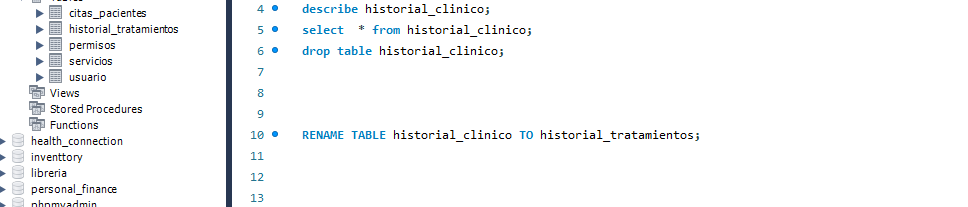 citas_pacientes
historial_tratamientos
permisos
servicios
usuario
Views
Stored Procedures
Functions
health_connection
inventtory
libreria
personal_finance
phpmyadmin
4 describe historial_clinico;
5 select * from historial_clinico;
6 drop table historial_clinico;
7
8
9
10 RENAME TABLE historial_clinico TO historial_tratamientos;
11
12
13